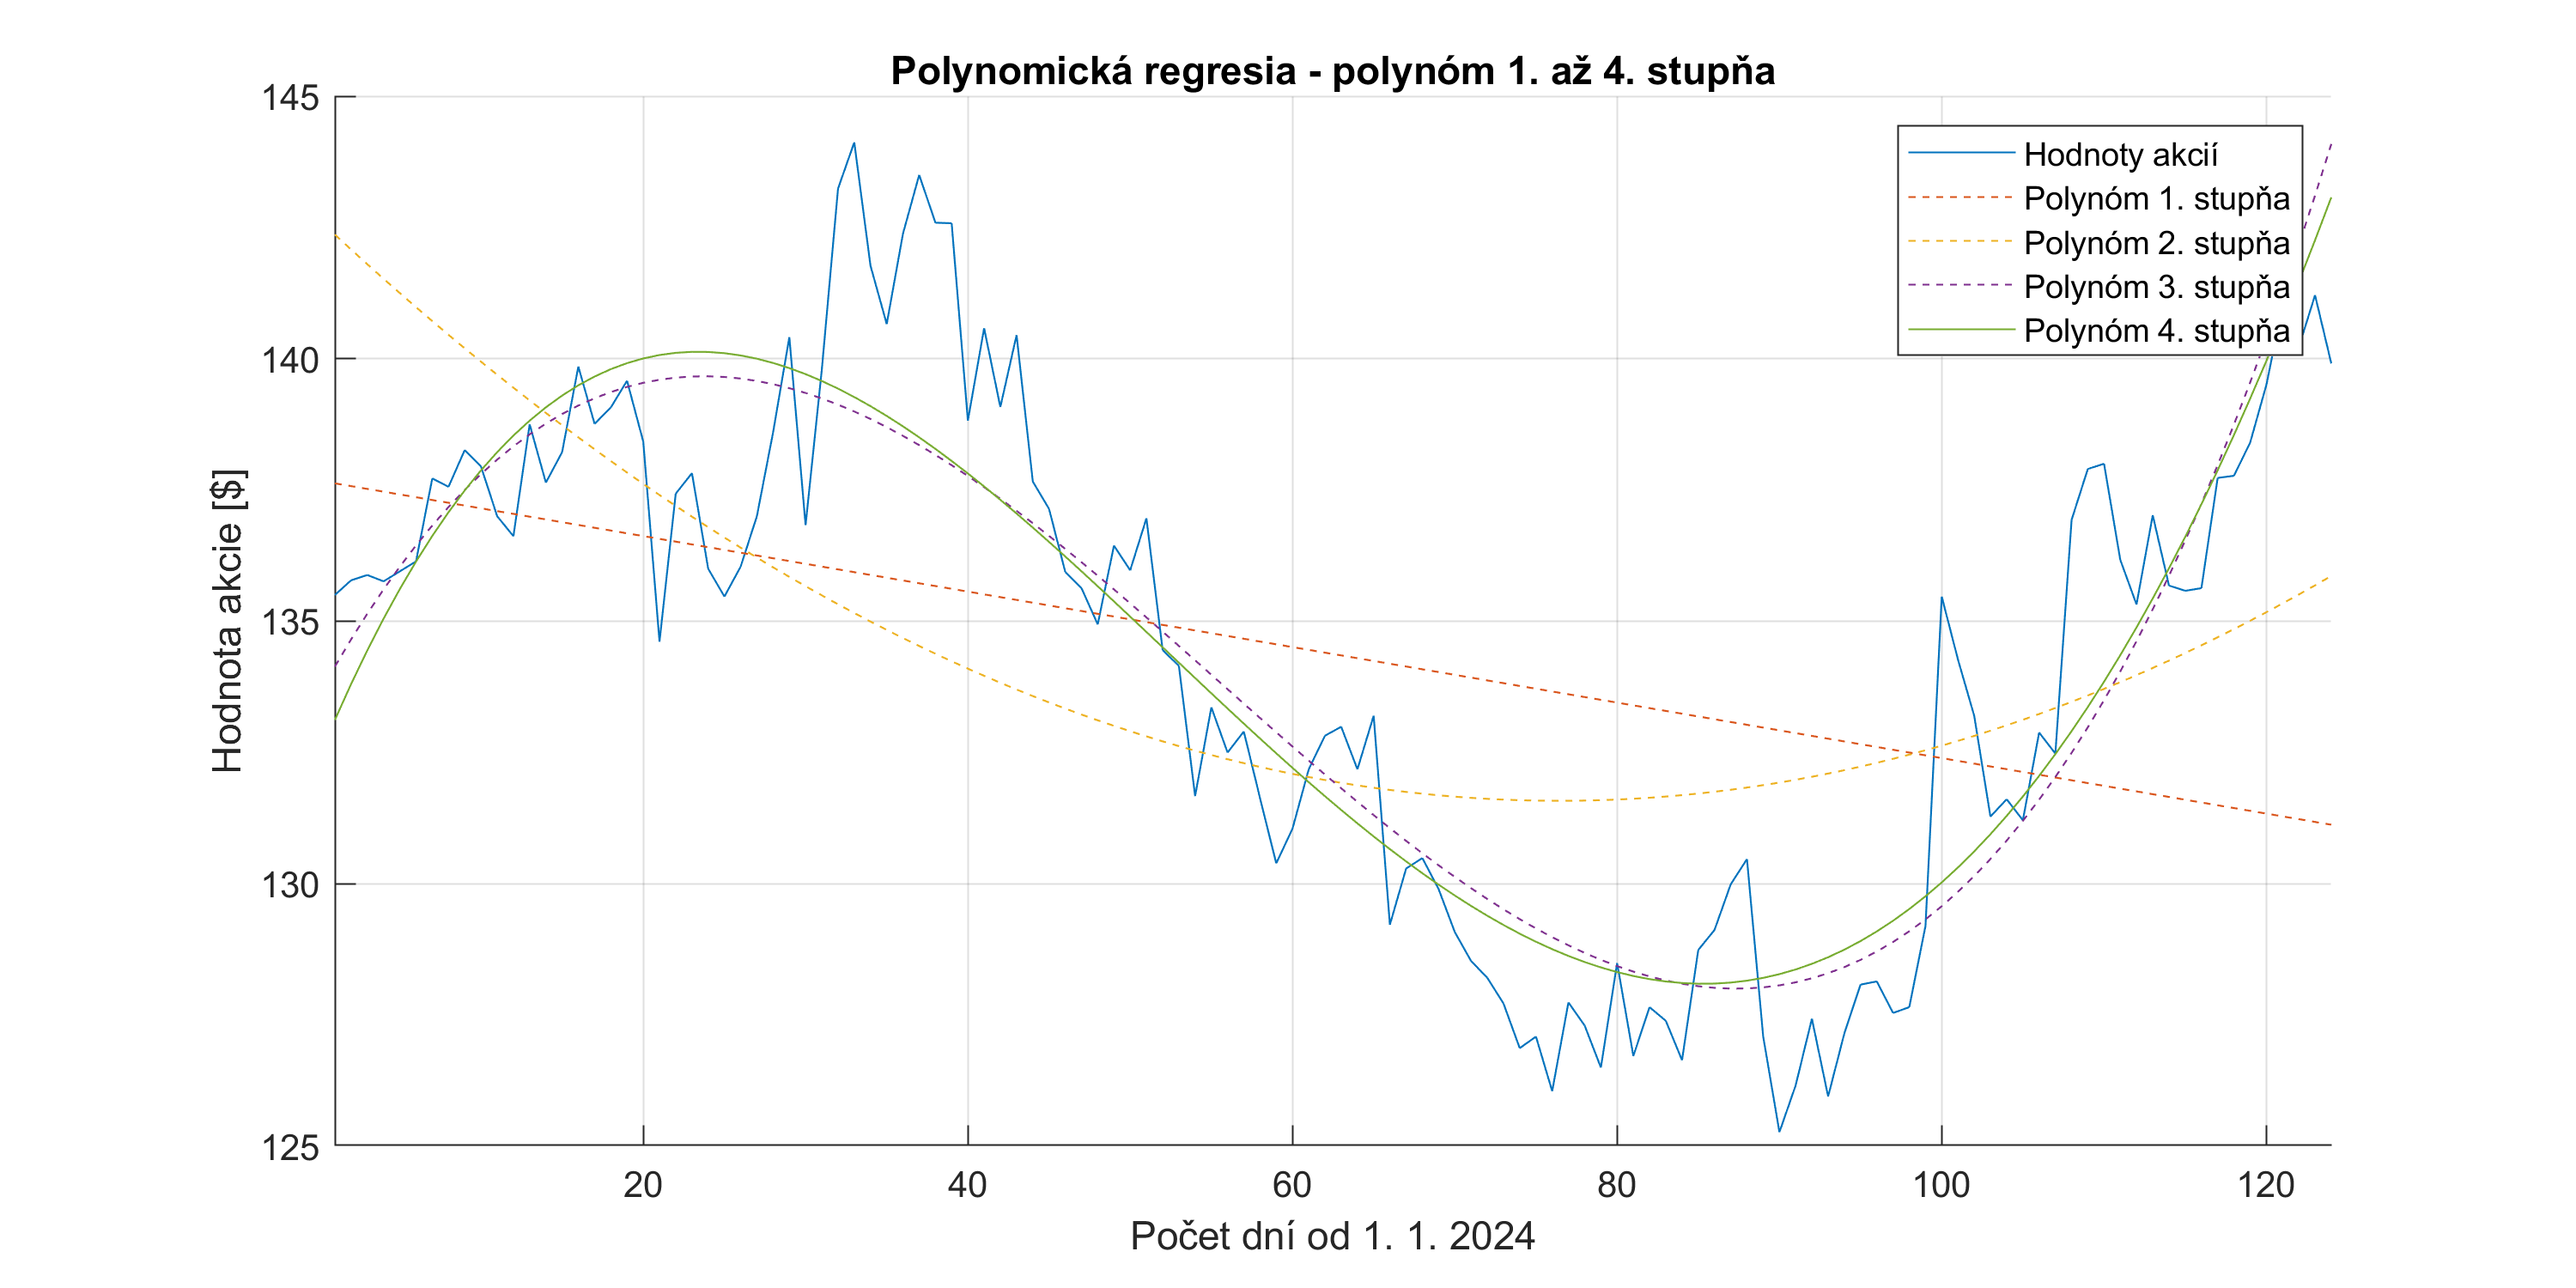 Polynomická regresia - polynóm 1. až 4. stupňa
Hodnota akcie [$]
145
140
135
130
125
Hodnoty akcií
Polynóm 1. stupňa
Polynóm 2. stupňa
Polynóm 3. stupňa
Polynóm 4. stupňa
20 40 60 80 100 120
Počet dní od 1. 1. 2024